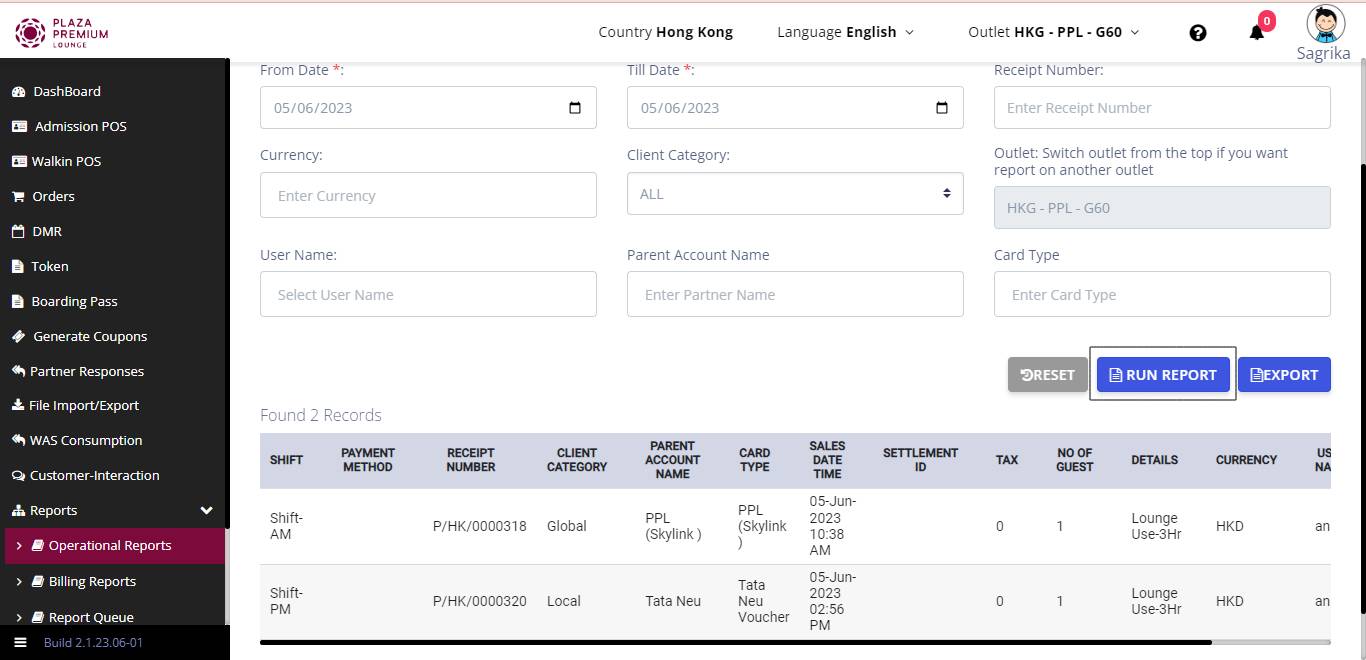 PLAZA
PREMIUM
LOUNGE
Country Hong Kong
Language English
Outlet HKG - PPL - G60
0
Sagrika
DashBoard
Admission POS
Walkin POS
Orders
DMR
Token
Boarding Pass
Generate Coupons
Partner Responses
File Import/Export
WAS Consumption
Customer-Interaction
Reports
Operational Reports
Billing Reports
Report Queue
Build 2.1.23.06-01
From Date *:
Till Date *:
Receipt Number:
05/06/2023
05/06/2023
Enter Receipt Number
Currency:
Client Category:
Outlet: Switch outlet from the top if you want
report on another outlet
Enter Currency
ALL
HKG - PPL - G60
User Name:
Parent Account Name
Card Type
Select User Name
Enter Partner Name
Enter Card Type
RESET
RUN REPORT
EXPORT
Found 2 Records
SHIFT
PAYMENT
METHOD
RECEIPT
NUMBER
CLIENT
CATEGORY
PARENT
ACCOUNT
NAME
CARD
TYPE
SALES
DATE
TIME
SETTLEMENT
ID
TAX
NO OF
GUEST
DETAILS
CURRENCY
US
NA
Shift-
AM
P/HK/0000318
Global
PPL
(Skylink )
PPL
(Skylink
)
05-Jun-
2023
10:38
AM
0
1
Lounge
Use-3Hr
HKD
an
Shift-
PM
P/HK/0000320
Local
Tata Neu
Tata
Neu
Voucher
05-Jun-
2023
02:56
PM
0
1
Lounge
Use-3Hr
HKD
an